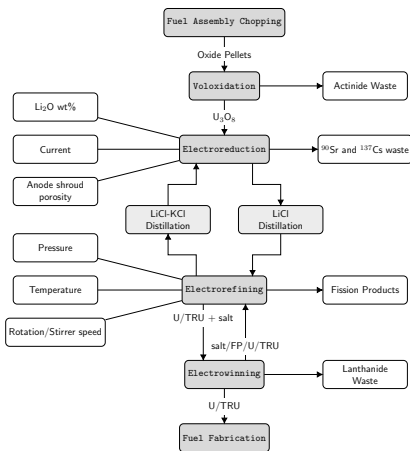 Fuel Assembly Chopping
Oxide Pellets
Voloxidation
Actinide Waste
U₃O₈
Li₂O wt%
Current
Anode shroud
porosity
Electroreduction
⁹⁰Sr and ¹³⁷Cs waste
LiCl-KCl
Distillation
LiCl
Distillation
Pressure
Temperature
Rotation/Stirrer speed
Electrorefining
Fission Products
U/TRU + salt
salt/FP/U/TRU
Electrowinning
Lanthanide
Waste
U/TRU
Fuel Fabrication